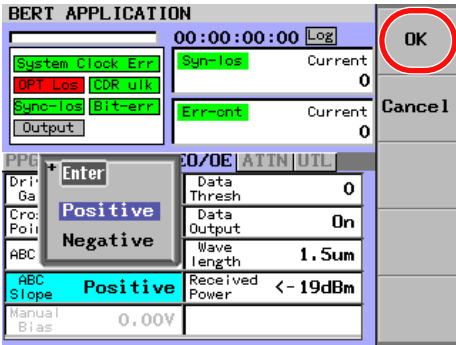 BERT APPLICATION
00:00:00:00 Log
OK
System Clock Err
OPT Los CDR ulk
Sync-los Bit-err
Output
Syn-los Current
0
Err-cnt Current
0
Cancel
PPG EO/OE ATTN UTL
Enter
Positive
Negative
Data Thresh 0
Data Output On
ABC
Wave length 1.5um
ABC Slope Positive
Received Power <-19dBm
Manual Bias 0.00V